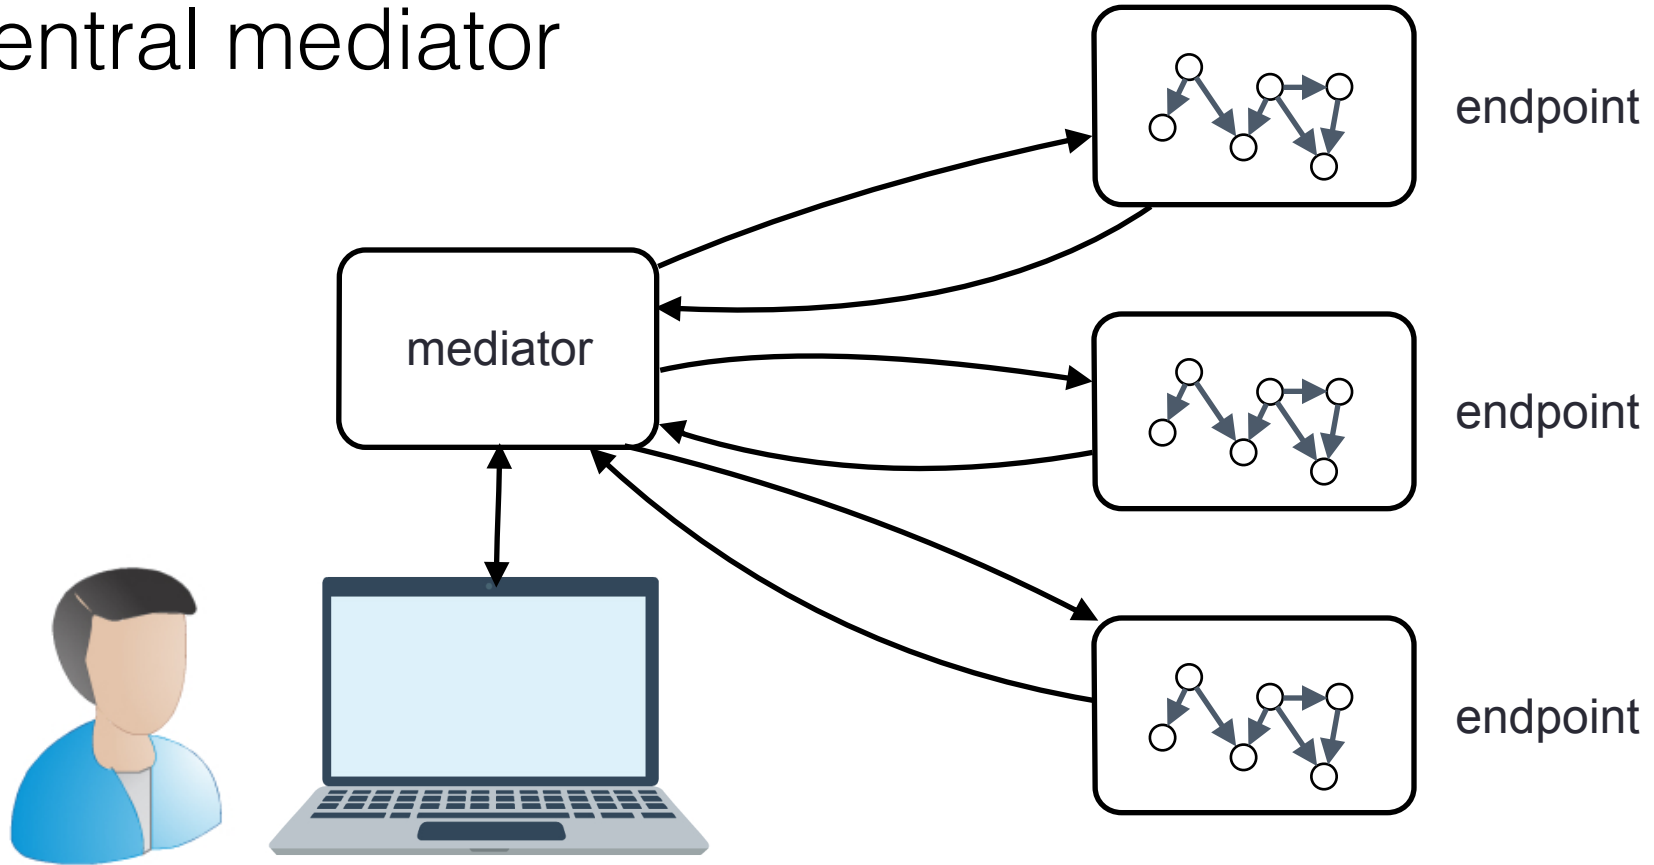 entral mediator
endpoint
mediator
endpoint
endpoint